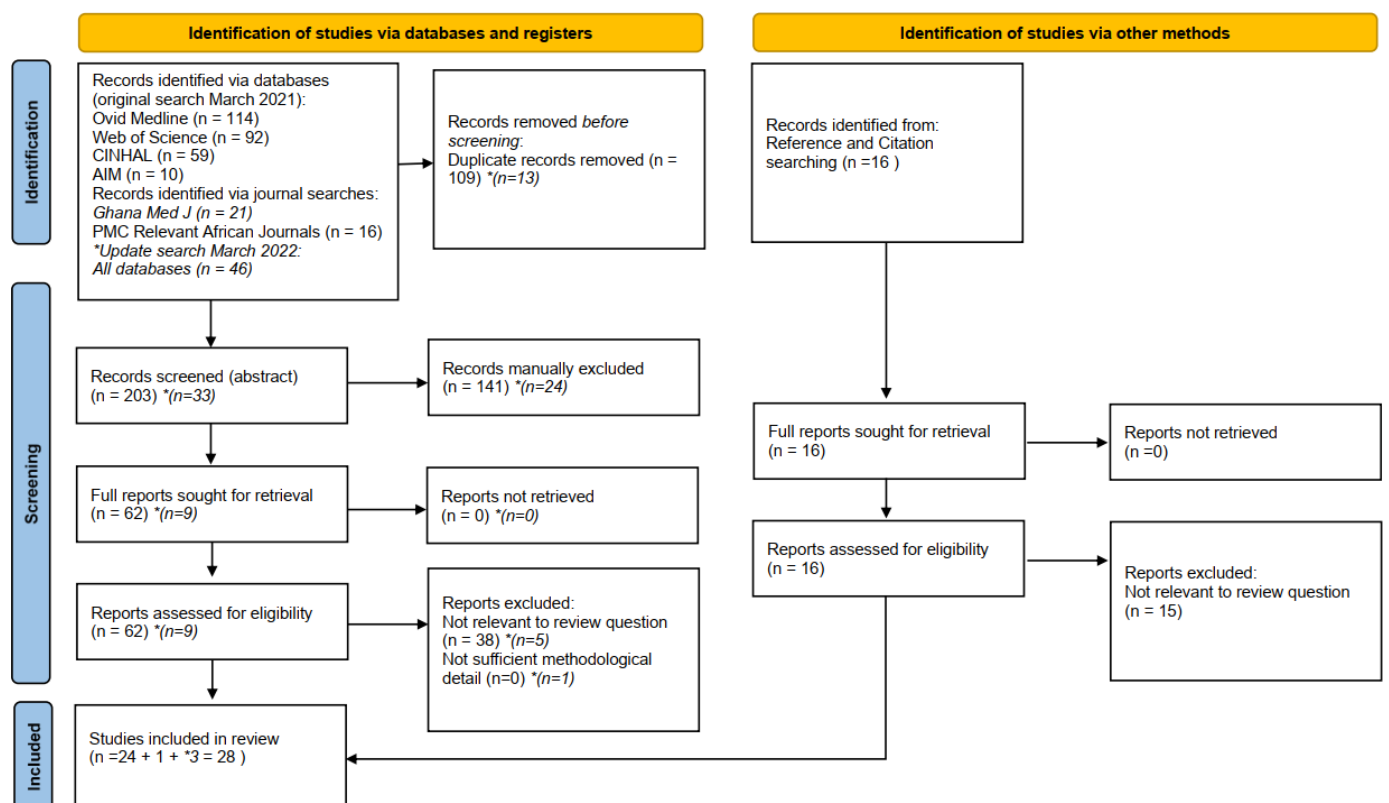 Identification of studies via databases and registers
Identification of studies via other methods
Identification
Records identified via databases
(original search March 2021):
Ovid Medline (n = 114)
Web of Science (n = 92)
CINHAL (n = 59)
AIM (n = 10)
Records identified via journal searches:
Ghana Med J (n = 21)
PMC Relevant African Journals (n = 16)
*Update search March 2022:
All databases (n = 46)
Records removed before
screening:
Duplicate records removed (n =
109) *(n=13)
Records identified from:
Reference and Citation
searching (n =16 )
Screening
Records screened (abstract)
(n = 203) *(n=33)
Records manually excluded
(n = 141) *(n=24)
Full reports sought for retrieval
(n = 16)
Reports not retrieved
(n =0)
Full reports sought for retrieval
(n = 62) *(n=9)
Reports not retrieved
(n = 0) *(n=0)
Reports assessed for eligibility
(n = 16)
Reports excluded:
Not relevant to review question
(n = 15)
Reports assessed for eligibility
(n = 62) *(n=9)
Reports excluded:
Not relevant to review question
(n = 38) *(n=5)
Not sufficient methodological
detail (n=0) *(n=1)
Included
Studies included in review
(n =24 + 1 + *3 = 28 )